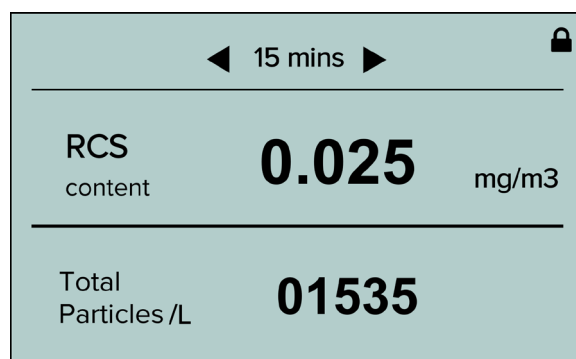 15 mins
RCS
content
0.025
mg/m3
Total
Particles/L
01535